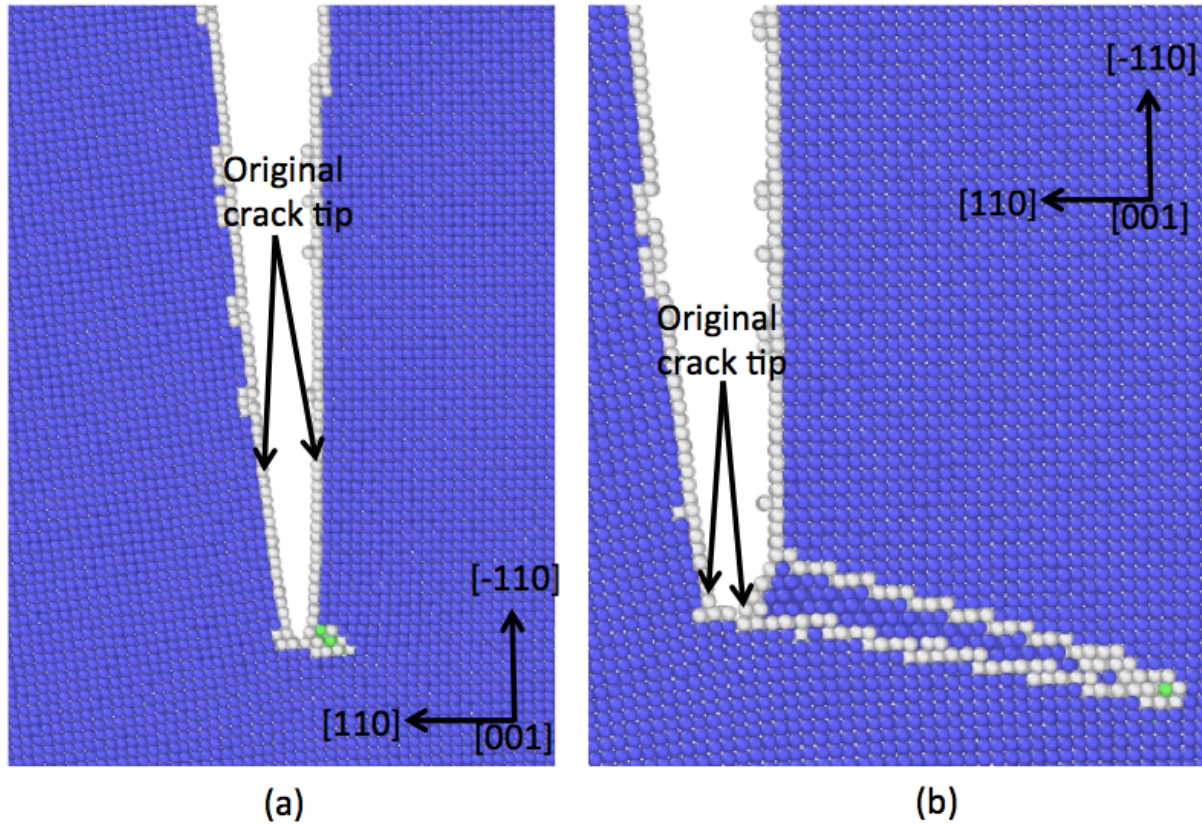 Original
crack tip
[-110]
[110]
[001]
(a)
Original
crack tip
[-110]
[110]
[001]
(b)